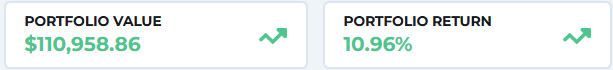 PORTFOLIO VALUE
$110,958.86
PORTFOLIO RETURN
10.96%